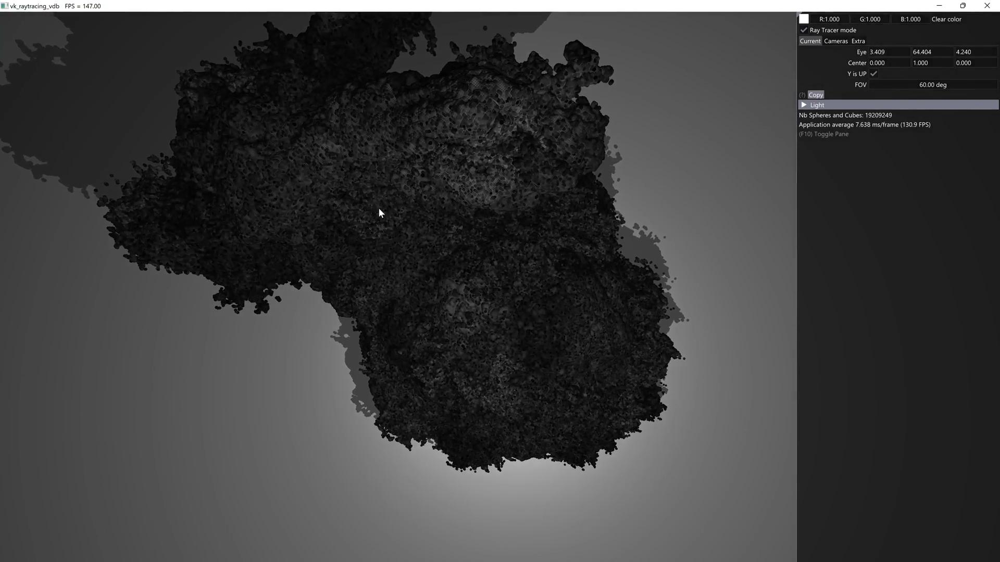 vk_raytracing_vdb FPS = 147.00
R:1.000 G:1.000 B:1.000 Clear color
Ray Tracer mode
Current Cameras Extra
Eye 3.409 64.404 4.240
Center 0.000 1.000 0.000
Y is UP
FOV 60.00 deg
(?) Copy
Light
Nb Spheres and Cubes: 19209249
Application average 7.638 ms/frame (130.9 FPS)
(F10) Toggle Pane